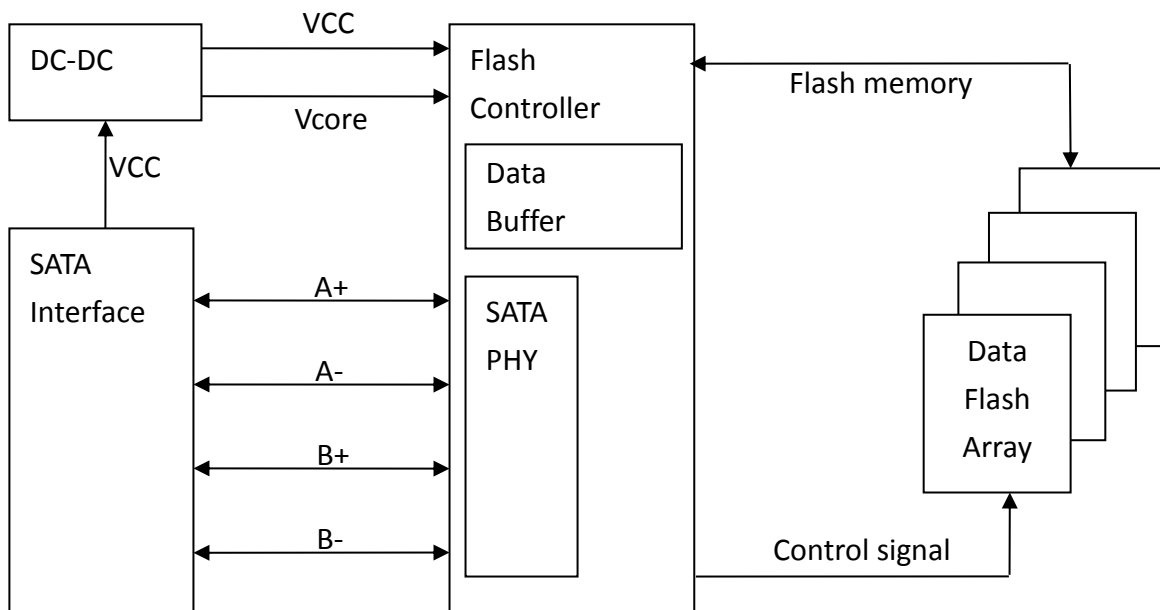 VCC
DC-DC
Flash
Controller
Flash memory
Vcore
VCC
Data
Buffer
SATA
Interface
A+
SATA
PHY
A-
Data
Flash
Array
B+
B-
Control signal